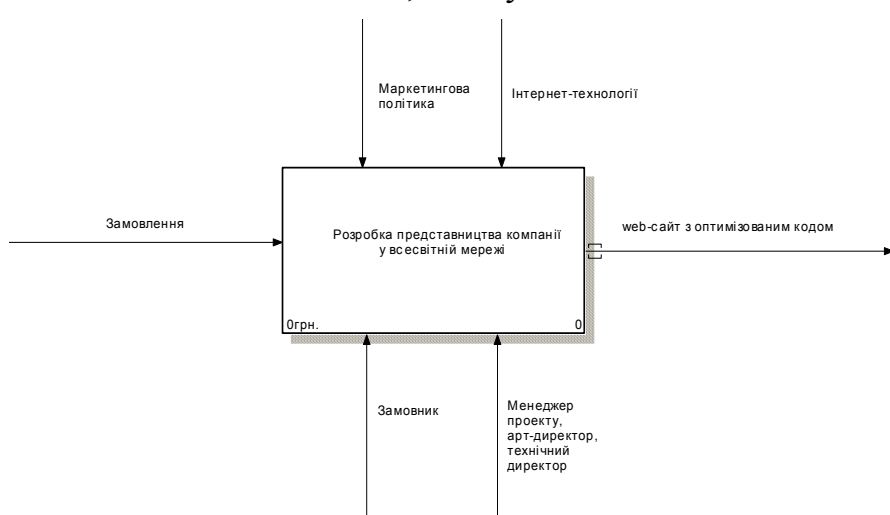 Маркетингова
політика
Інтернет-технології
Замовлення
Розробка представництва компанії
у всесвітній мережі
web-сайт з оптимізованим кодом
0грн.
0
Замовник
Менеджер
проекту,
арт-директор,
технічний
директор